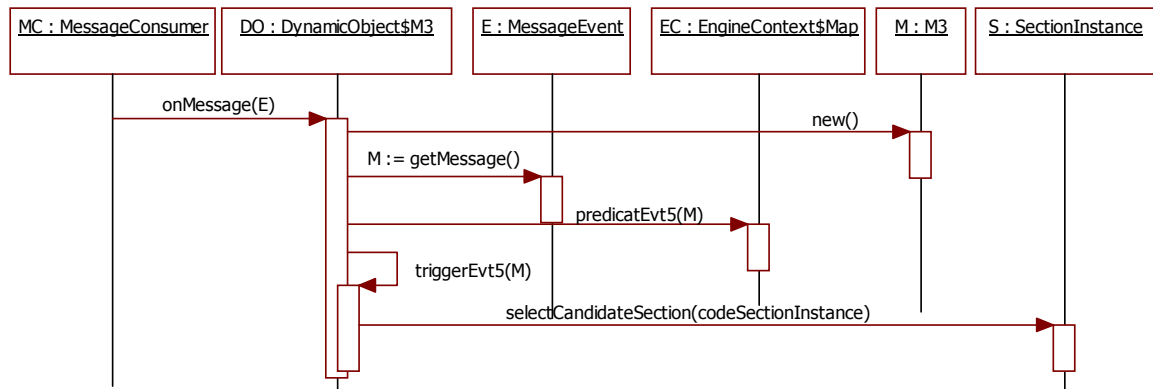 MC : MessageConsumer
DO : DynamicObject$M3
E : MessageEvent
EC : EngineContext$Map
M : M3
S : SectionInstance
onMessage(E)
new()
M := getMessage()
predicatEvt5(M)
triggerEvt5(M)
selectCandidateSection(codeSectionInstance)